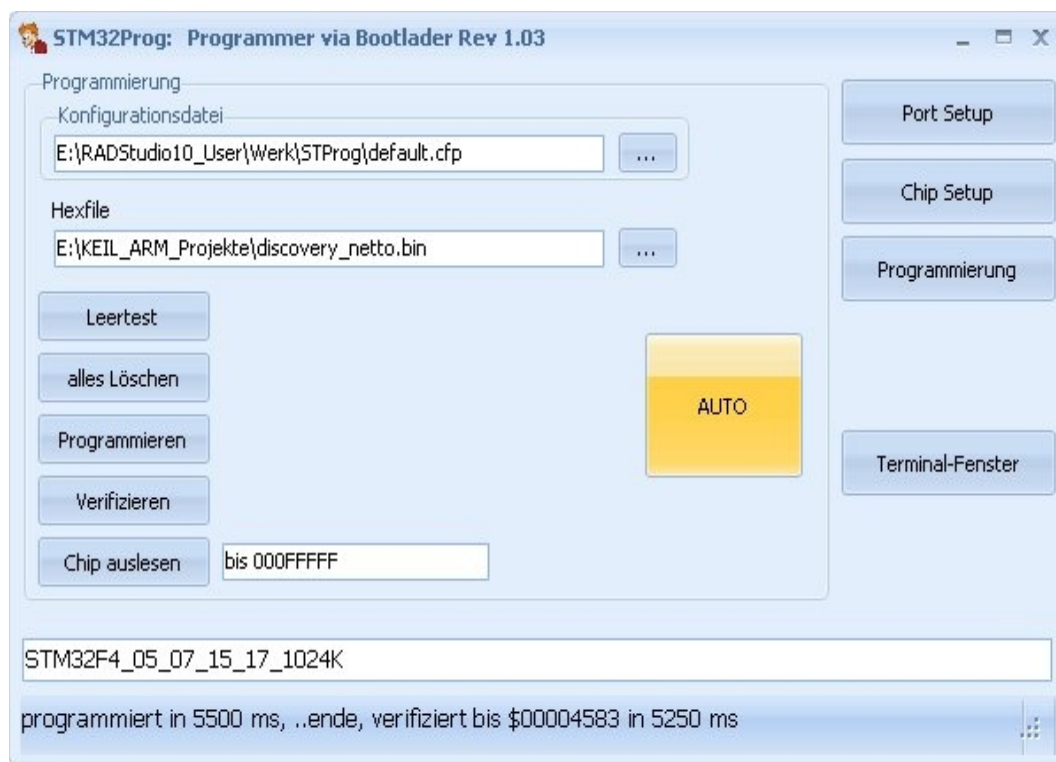 STM32Prog: Programmer via Bootlader Rev 1.03
Programmierung
Konfigurationsdatei
E:\RADStudio10_User\Werk\STProg\default.cfp
...
Hexfile
E:\KEIL_ARM_Projekte\discovery_netto.bin
...
Leertest
alles Löschen
Programmieren
Verifizieren
Chip auslesen
bis 000FFFFF
AUTO
Port Setup
Chip Setup
Programmierung
Terminal-Fenster
STM32F4_05_07_15_17_1024K
programmiert in 5500 ms, ..ende, verifiziert bis $00004583 in 5250 ms